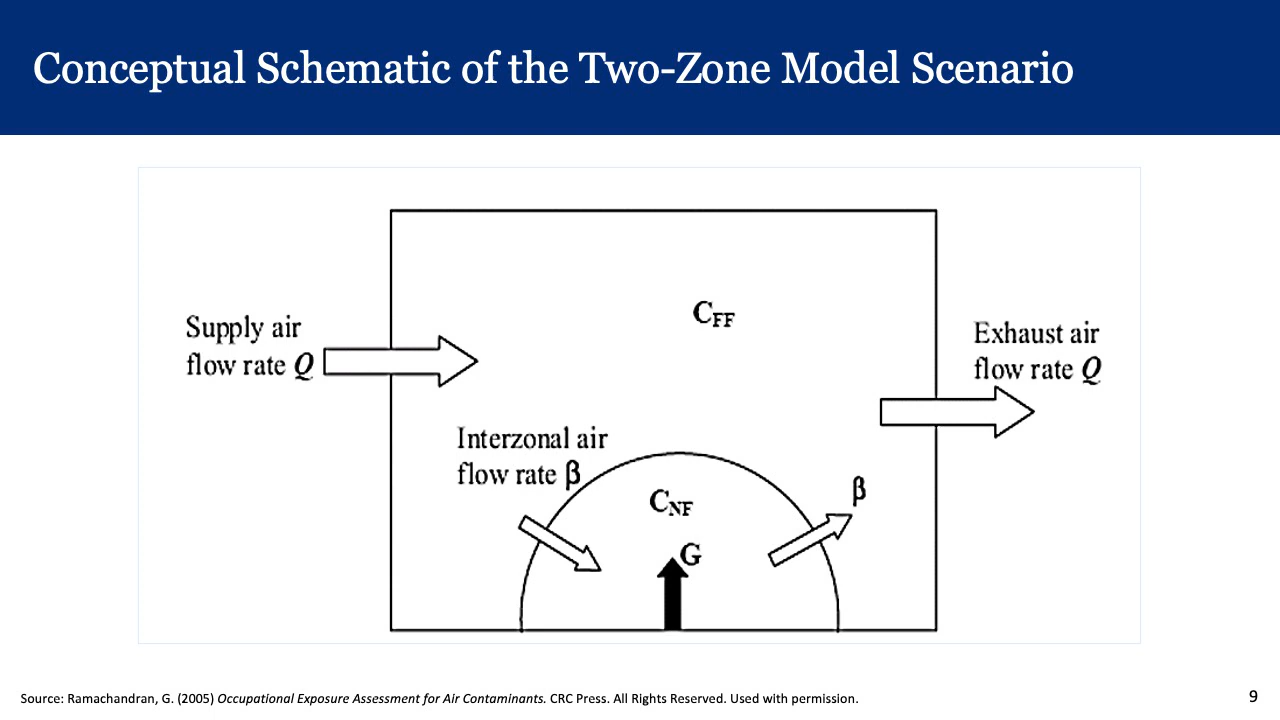 Conceptual Schematic of the Two-Zone Model Scenario
Supply air
flow rate Q
C_FF
Exhaust air
flow rate Q
Interzonal air
flow rate β
C_NF
β
G
Source: Ramachandran, G. (2005) Occupational Exposure Assessment for Air Contaminants. CRC Press. All Rights Reserved. Used with permission.
9